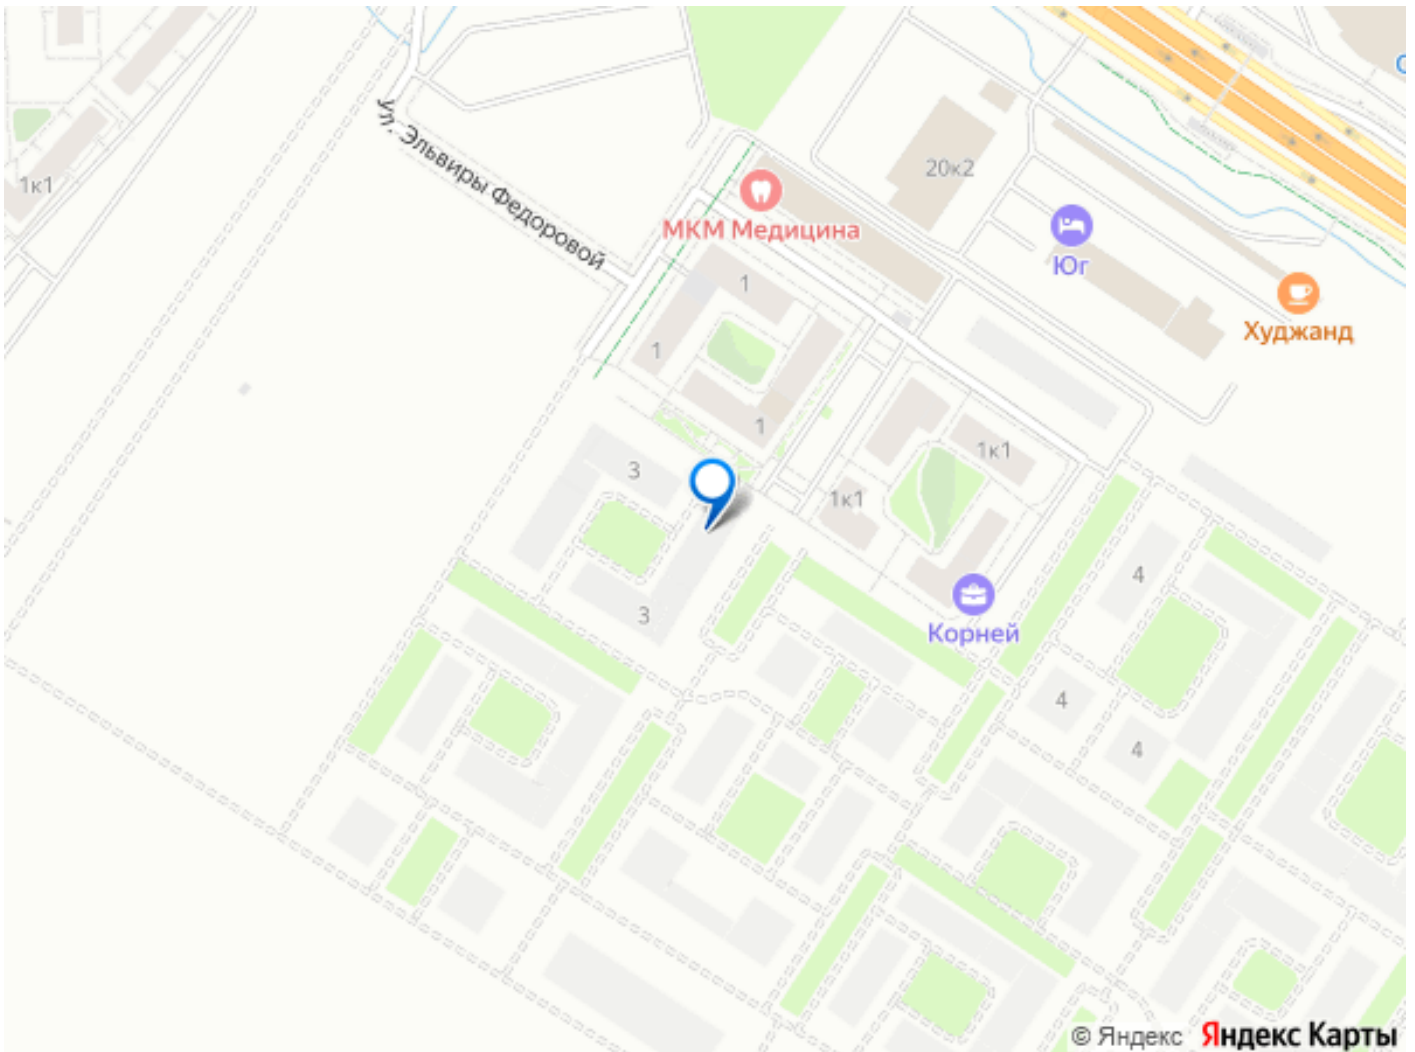 1к1
ул. Эльвиры Федоровой
20к2
МКМ Медицина
Юг
Худжанд
1
1
1
1к1
1к1
3
3
Корней
4
4
4
© Яндекс Яндекс Карты